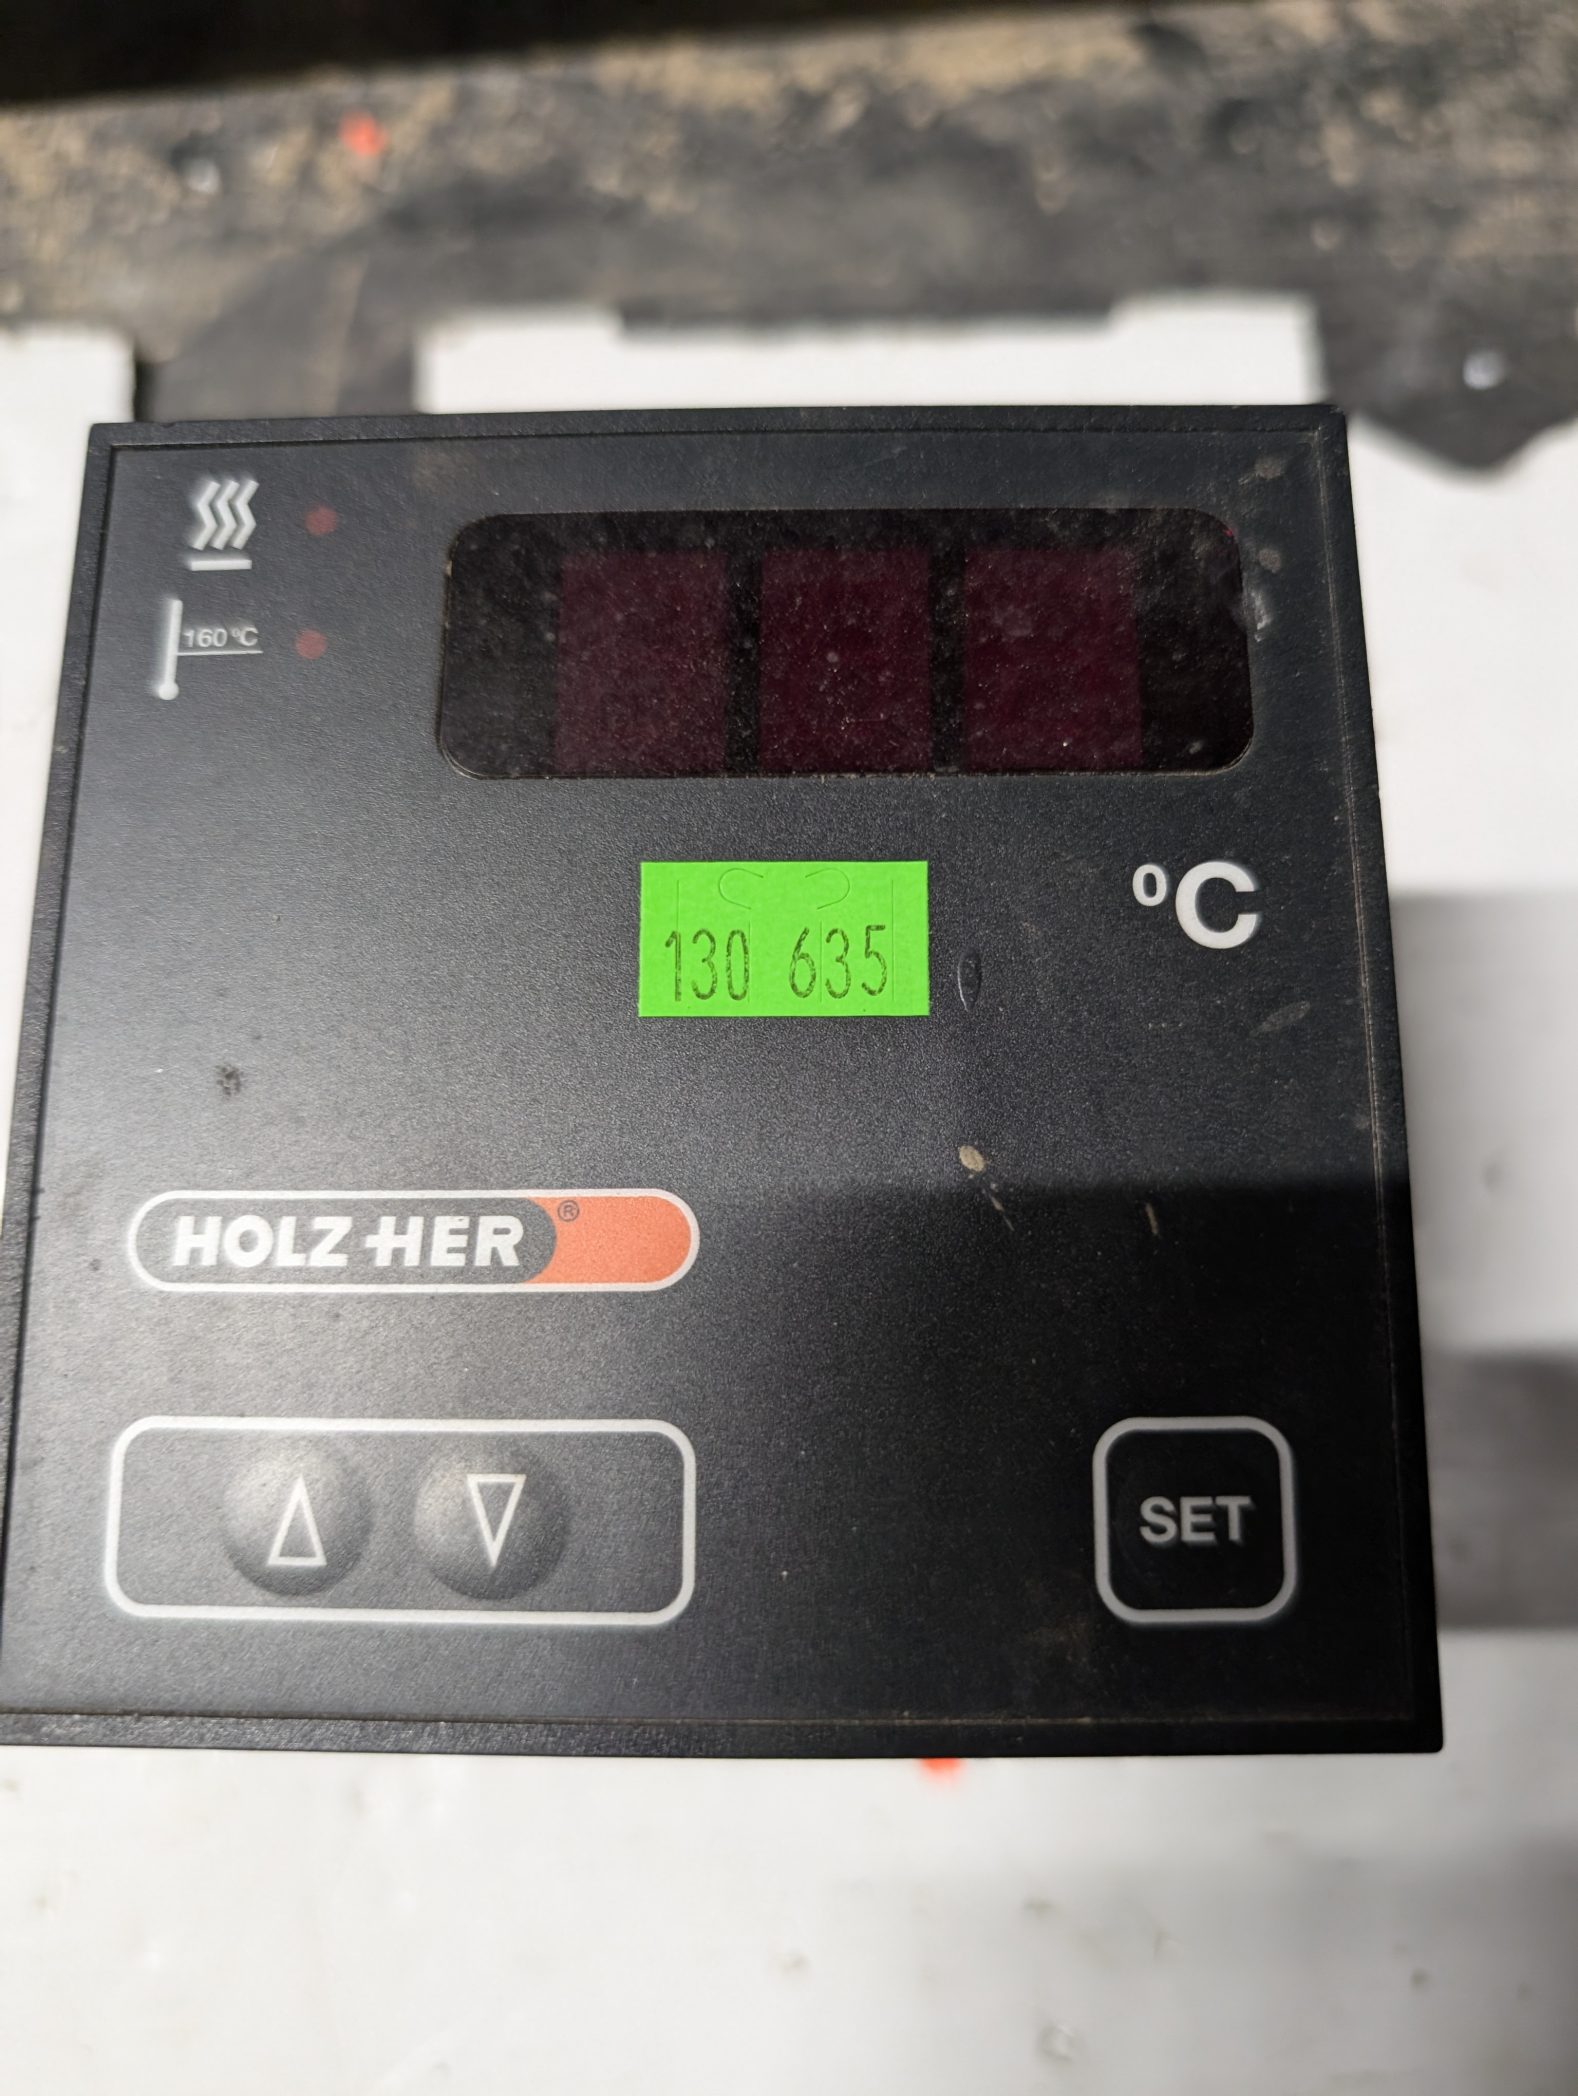 160 °C
°C
130 635
HOLZ-HER®
SET